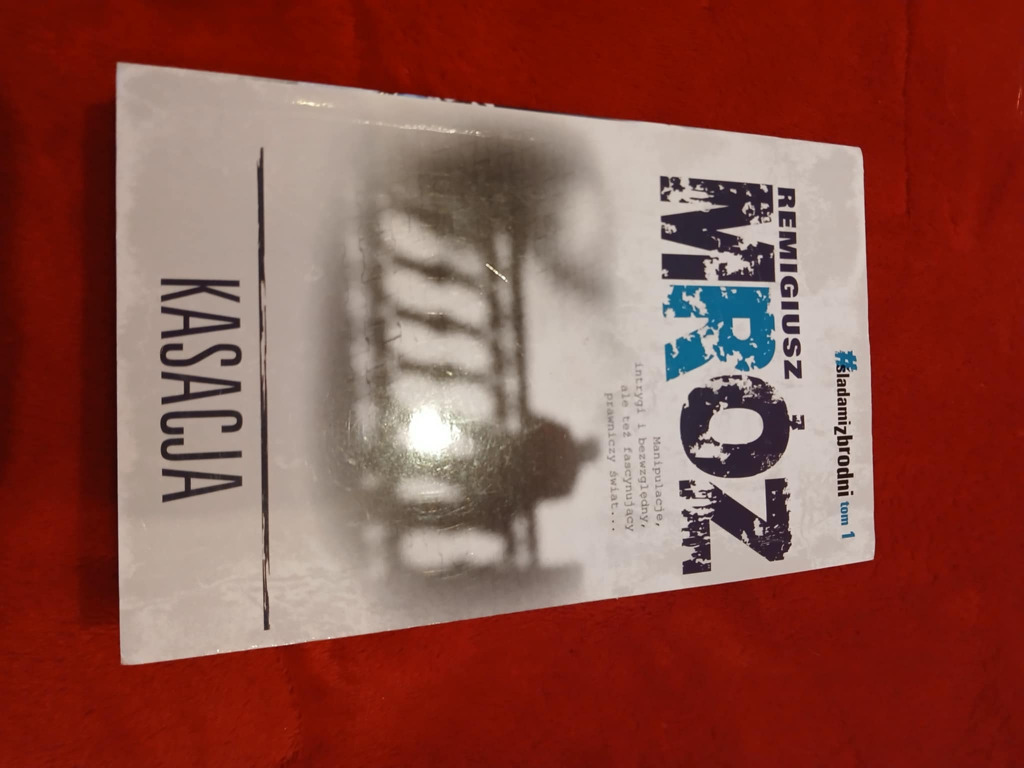 #śladamizbrodni tom 1
REMIGIUSZ
MRÓZ
Manipulacje,
intrygi i bezwzględny,
ale też fascynujący
prawniczy świat...
KASACJA